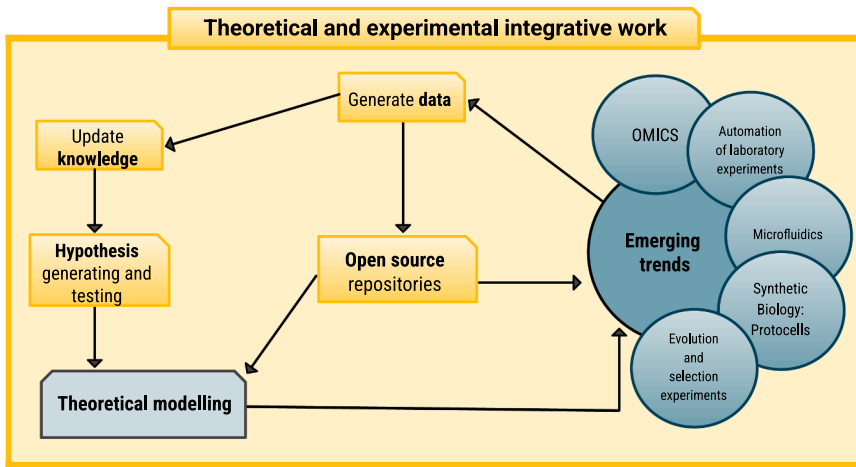 Theoretical and experimental integrative work
Generate data
Update
knowledge
Hypothesis
generating and
testing
Open source
repositories
Theoretical modelling
Emerging
trends
OMICS
Automation
of laboratory
experiments
Microfluidics
Synthetic
Biology:
Protocells
Evolution
and
selection
experiments